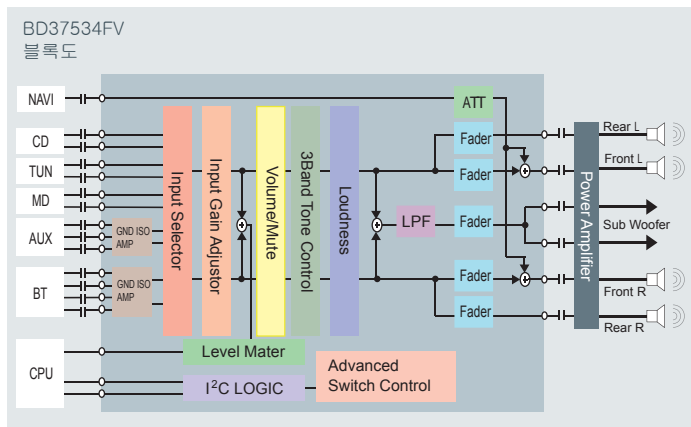 BD37534FV
블록도
NAVI
CD
TUN
MD
AUX
BT
CPU
GND ISO
AMP
GND ISO
AMP
Input Selector
Input Gain Adjustor
Volume/Mute
3Band Tone Control
Loudness
LPF
ATT
Fader
Fader
Fader
Fader
Fader
Level Mater
I²C LOGIC
Advanced
Switch Control
Power Amplifier
Rear L
Front L
Sub Woofer
Front R
Rear R